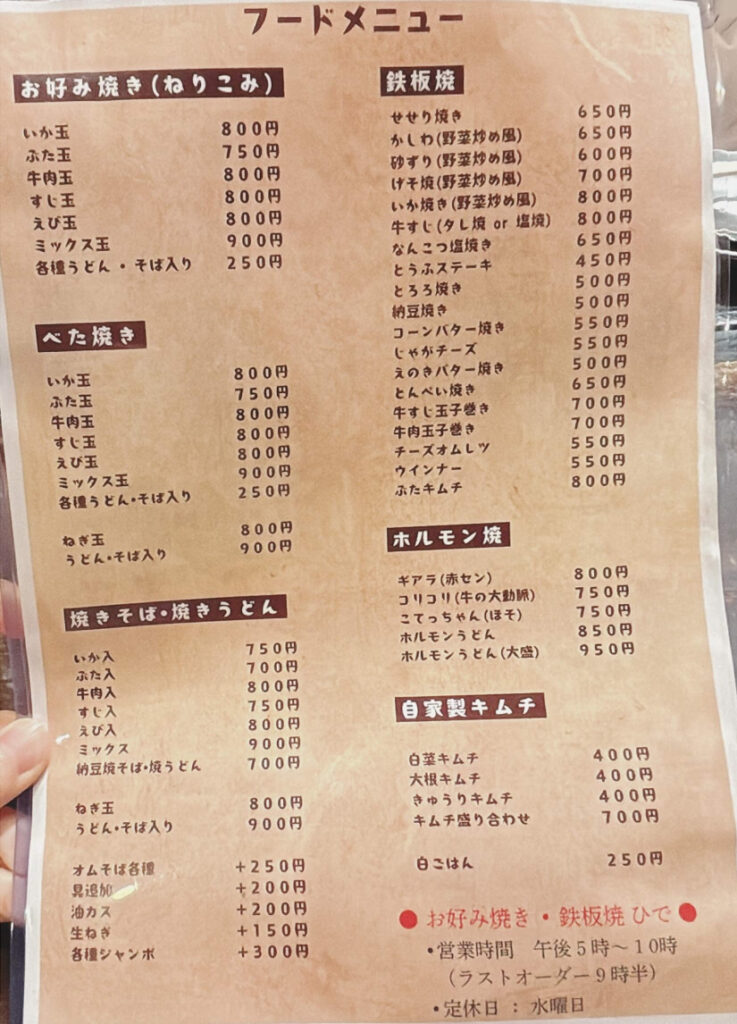 フードメニュー
お好み焼き(ねりこみ)
いか玉 800円
ぶた玉 750円
牛肉玉 800円
すじ玉 800円
えび玉 800円
ミックス玉 900円
各種うどん・そば入り 250円
べた焼き
いか玉 800円
ぶた玉 750円
牛肉玉 800円
すじ玉 800円
えび玉 800円
ミックス玉 900円
各種うどん・そば入り 250円
ねぎ玉 800円
うどん・そば入り 900円
焼きそば・焼きうどん
いか入 750円
ぶた入 700円
牛肉入 800円
すじ入 750円
えび入 800円
ミックス 900円
納豆焼そば・焼うどん 700円
ねぎ玉 800円
うどん・そば入り 900円
オムそば各種 +250円
具追加 +200円
油カス +200円
生ねぎ +150円
各種ジャンボ +300円
鉄板焼
せせり焼き 650円
かしわ(野菜炒め風) 650円
砂ずり(野菜炒め風) 600円
げそ焼(野菜炒め風) 700円
いか焼き(野菜炒め風) 800円
牛すじ(タレ焼 or 塩焼) 800円
なんこつ塩焼き 650円
とうふステーキ 450円
とろろ焼き 500円
納豆焼き 500円
コーンバター焼き 550円
じゃがチーズ 550円
えのきバター焼き 500円
とんぺい焼き 650円
牛すじ玉子巻き 700円
牛肉玉子巻き 700円
チーズオムレツ 550円
ウインナー 550円
ぶたキムチ 800円
ホルモン焼
ギアラ(赤セン) 800円
コリコリ(牛の大動脈) 750円
こてっちゃん(ほそ) 750円
ホルモンうどん 850円
ホルモンうどん(大盛) 950円
自家製キムチ
白菜キムチ 400円
大根キムチ 400円
きゅうりキムチ 400円
キムチ盛り合わせ 700円
白ごはん 250円
● お好み焼き・鉄板焼 ひで ●
・営業時間 午後5時〜10時
(ラストオーダー9時半)
・定休日 : 水曜日